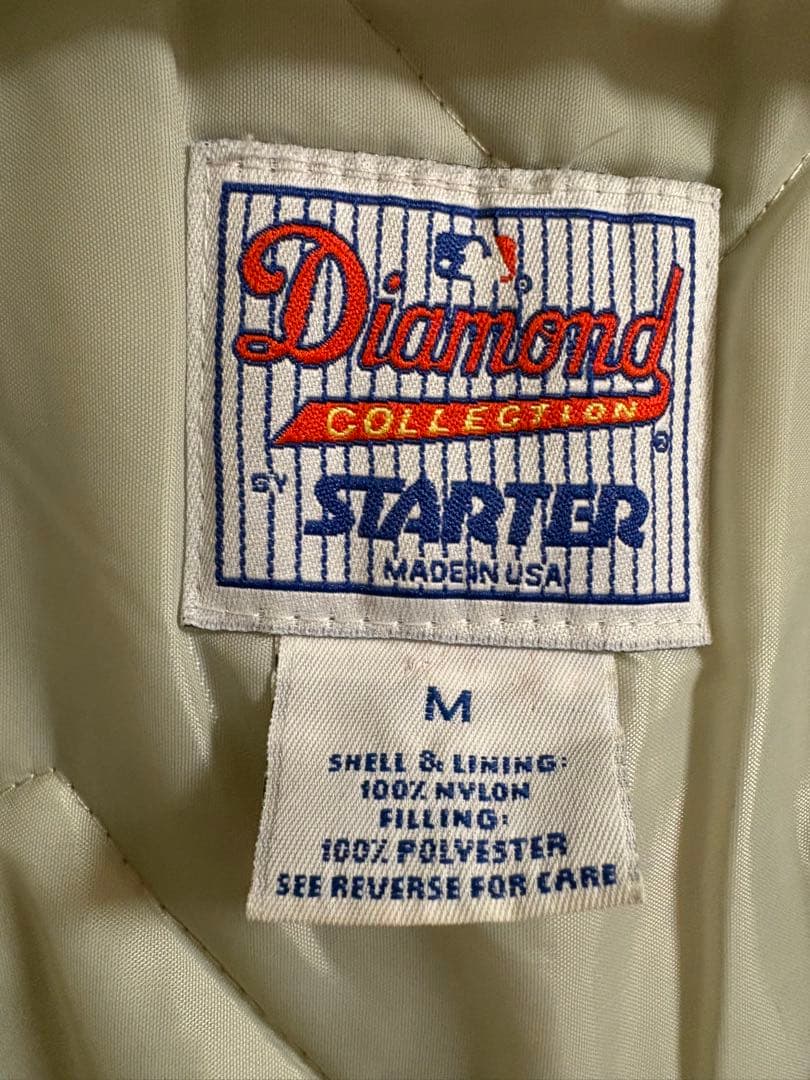 Diamond
COLLECTION
BY STARTER
MADE IN USA
M
SHELL & LINING:
100% NYLON
FILLING:
100% POLYESTER
SEE REVERSE FOR CARE